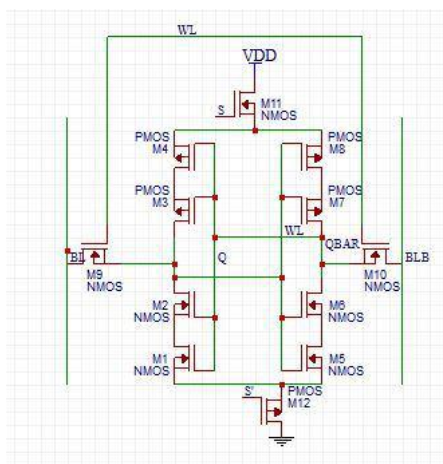 WL
VDD
S
M11
NMOS
PMOS
M4
PMOS
M8
PMOS
M3
PMOS
M7
WL
BL
Q
QBAR
BLB
M9
NMOS
M10
NMOS
M2
NMOS
M6
NMOS
M1
NMOS
M5
NMOS
S'
PMOS
M12